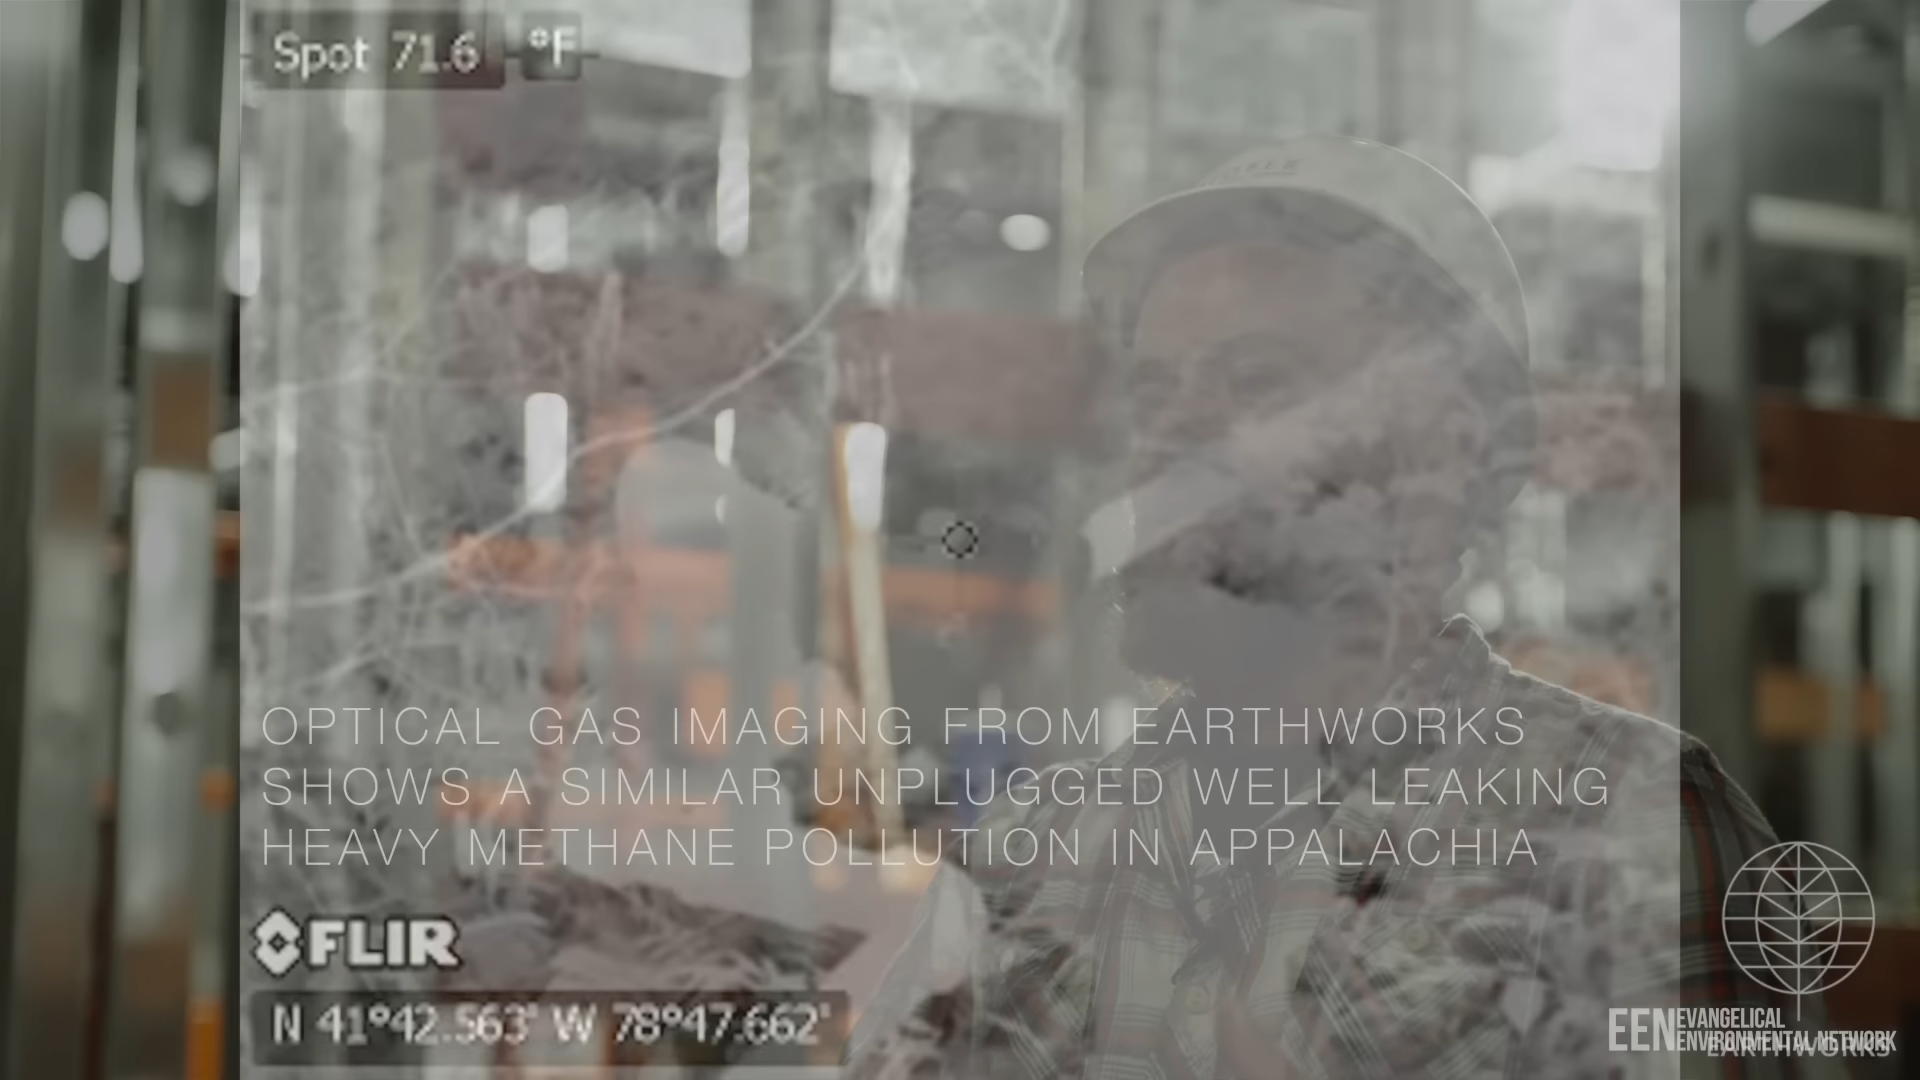 Spot 71.6 °F
OPTICAL GAS IMAGING FROM EARTHWORKS
SHOWS A SIMILAR UNPLUGGED WELL LEAKING
HEAVY METHANE POLLUTION IN APPALACHIA
FLIR
N 41°42.563' W 78°47.662'
EEN EVANGELICAL
ENVIRONMENTAL NETWORK
EARTHWORKS